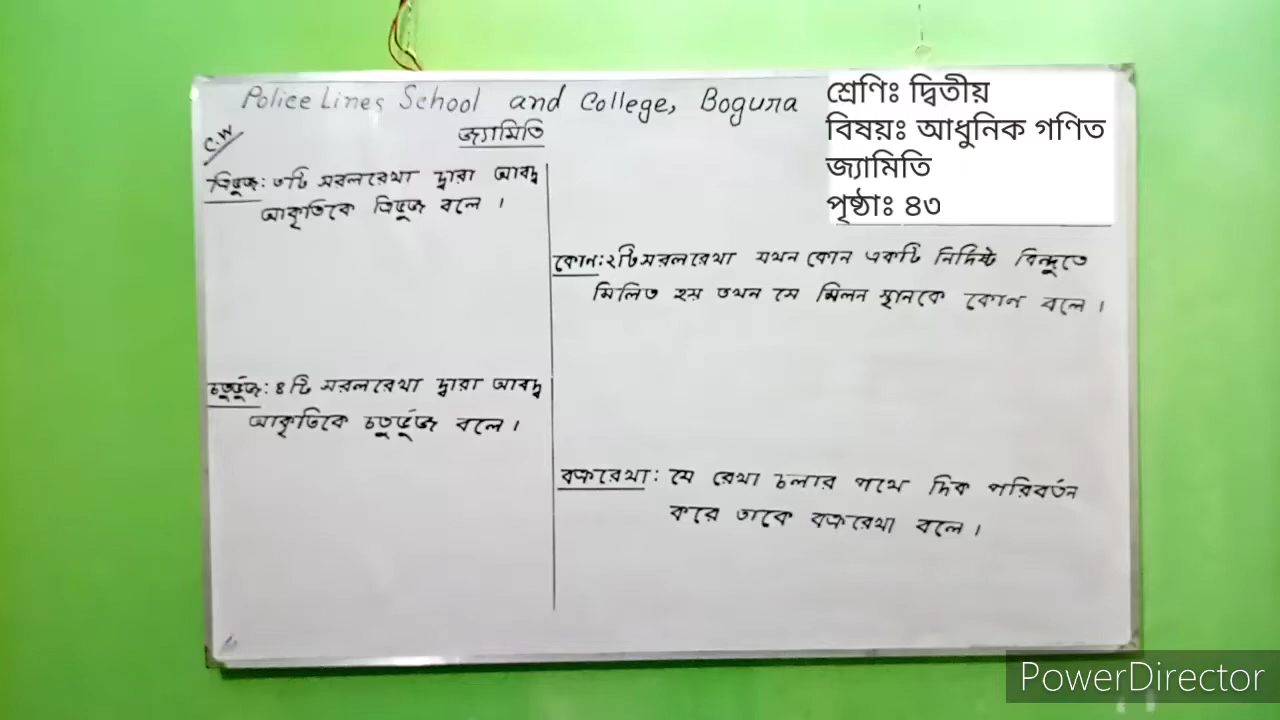 Police Lines School and College, Bogura
শ্রেণিঃ দ্বিতীয়
বিষয়ঃ আধুনিক গণিত
জ্যামিতি
পৃষ্ঠাঃ ৪৩
C.W
জ্যামিতি
ত্রিভূজ: ৩টি সরলরেখা দ্বারা আবদ্ধ
আকৃতিকে ত্রিভূজ বলে ।
চতুর্ভূজ: ৪টি সরলরেখা দ্বারা আবদ্ধ
আকৃতিকে চতুর্ভূজ বলে ।
কোন: ২টি সরলরেখা যখন কোন একটি নির্দিষ্ট বিন্দুতে
মিলিত হয় তখন সে মিলন স্থানকে কোণ বলে ।
বক্ররেখা: যে রেখা চলার পথে দিক পরিবর্তন
করে তাকে বক্ররেখা বলে ।
PowerDirector